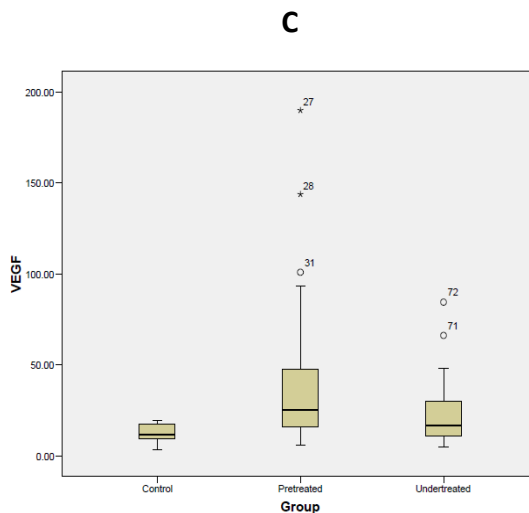 C
200.00
150.00
100.00
50.00
0.00
VEGF
27
28
31
72
71
Control
Pretreated
Undertreated
Group